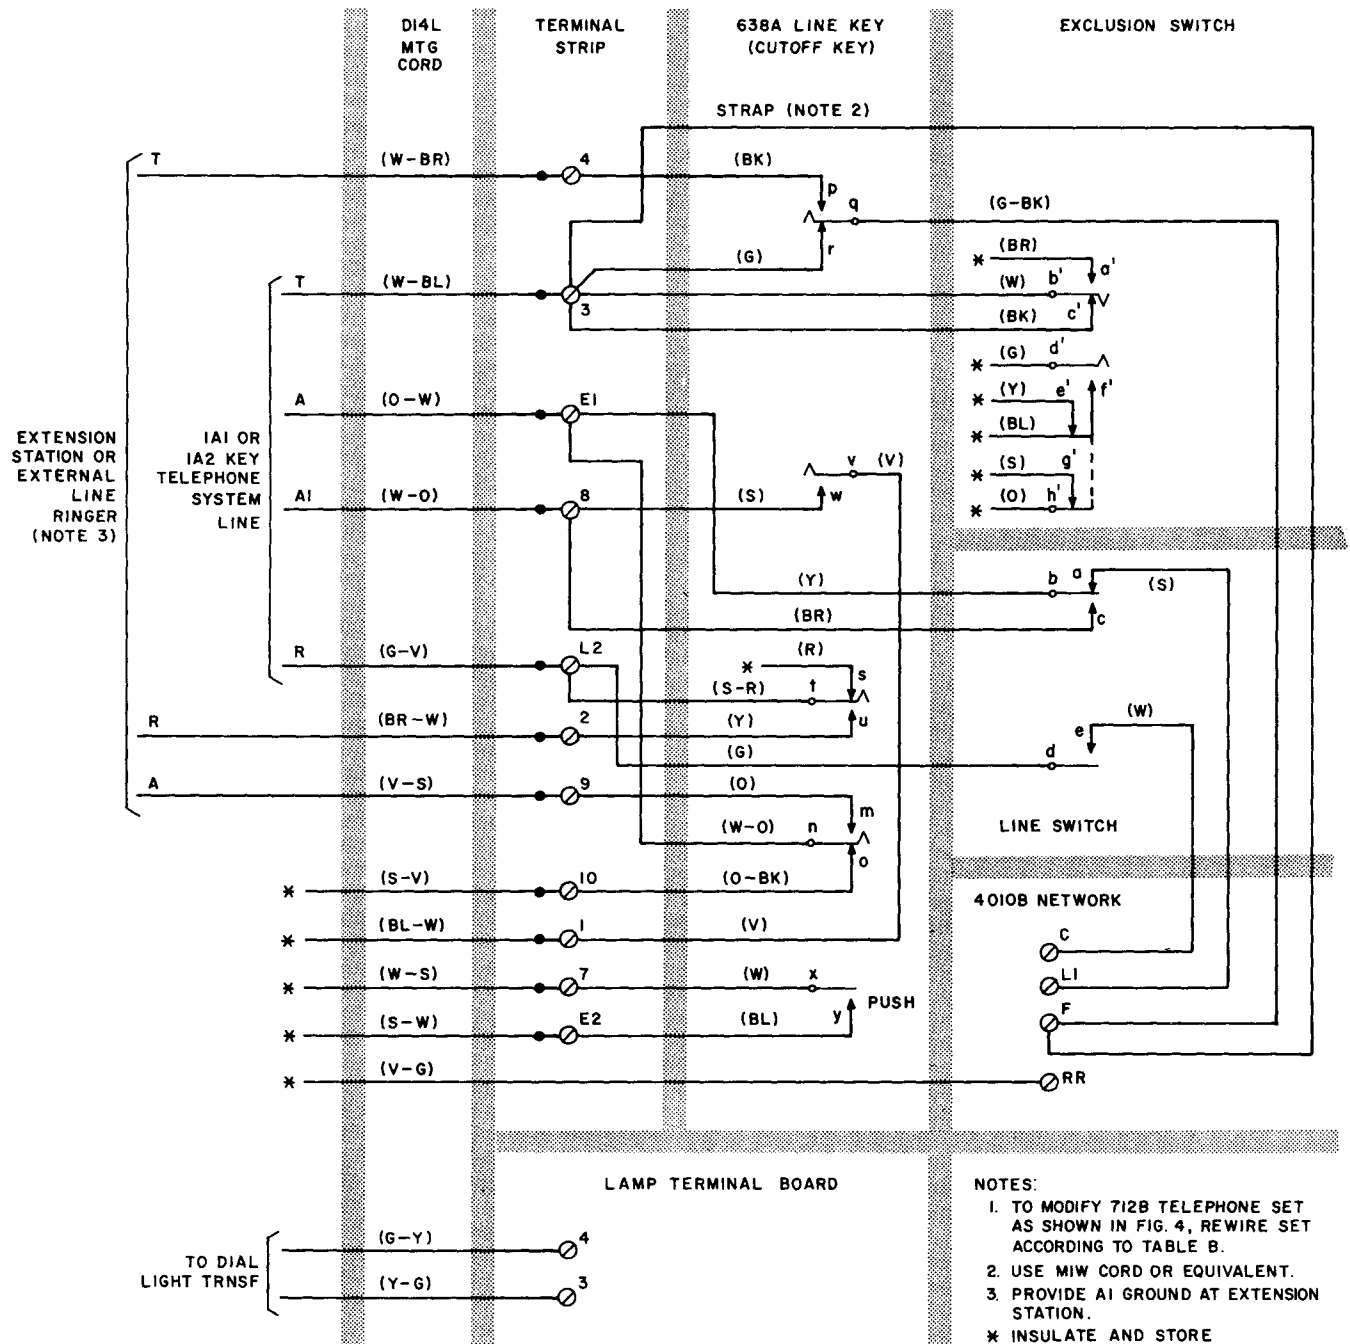 D14L
MTG
CORD
TERMINAL
STRIP
638A LINE KEY
(CUTOFF KEY)
EXCLUSION SWITCH
STRAP (NOTE 2)
T
(W-BR)
4
(BK)
p
q
(G-BK)
r
(G)
(BR)
a'
T
(W-BL)
3
(W)
b'
(BK)
c'
(G)
d'
(Y)
e'
f'
(BL)
(S)
g'
(O)
h'
A
(O-W)
E1
EXTENSION
STATION OR
EXTERNAL
LINE
RINGER
(NOTE 3)
1A1 OR
1A2 KEY
TELEPHONE
SYSTEM
LINE
v
(V)
w
A1
(W-O)
8
(S)
(Y)
b
a
(S)
(BR)
c
R
(G-V)
L2
(R)
s
(S-R)
t
R
(BR-W)
2
(Y)
u
(G)
d
e
(W)
A
(V-S)
9
(O)
m
(W-O)
n
o
LINE SWITCH
* (S-V)
10
(O-BK)
4010B NETWORK
* (BL-W)
1
(V)
C
* (W-S)
7
(W)
x
PUSH
L1
* (S-W)
E2
(BL)
y
F
* (V-G)
RR
LAMP TERMINAL BOARD
TO DIAL
LIGHT TRNSF
(G-Y)
4
(Y-G)
3
NOTES:
1. TO MODIFY 712B TELEPHONE SET
AS SHOWN IN FIG. 4, REWIRE SET
ACCORDING TO TABLE B.
2. USE M1W CORD OR EQUIVALENT.
3. PROVIDE A1 GROUND AT EXTENSION
STATION.
* INSULATE AND STORE